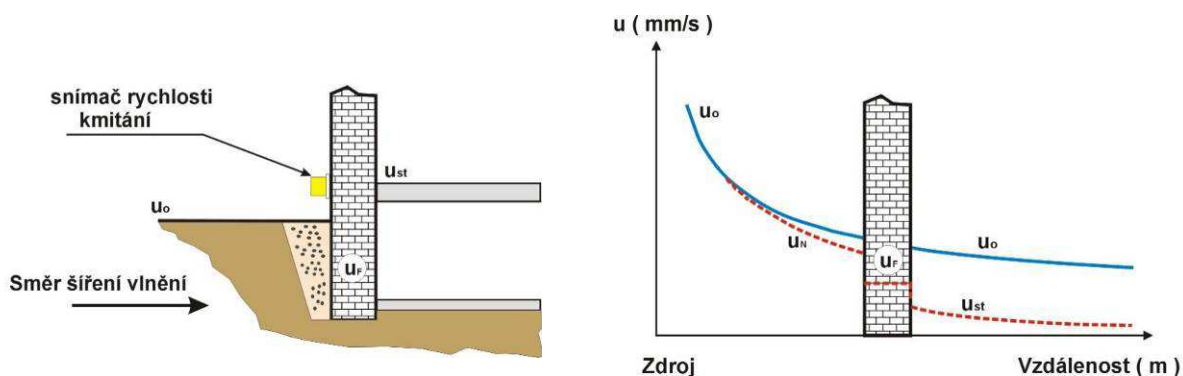 snímač rychlosti
kmitání
ust
uo
uF
Směr šíření vlnění
u ( mm/s )
uo
uN
uF
uo
ust
Zdroj
Vzdálenost ( m )